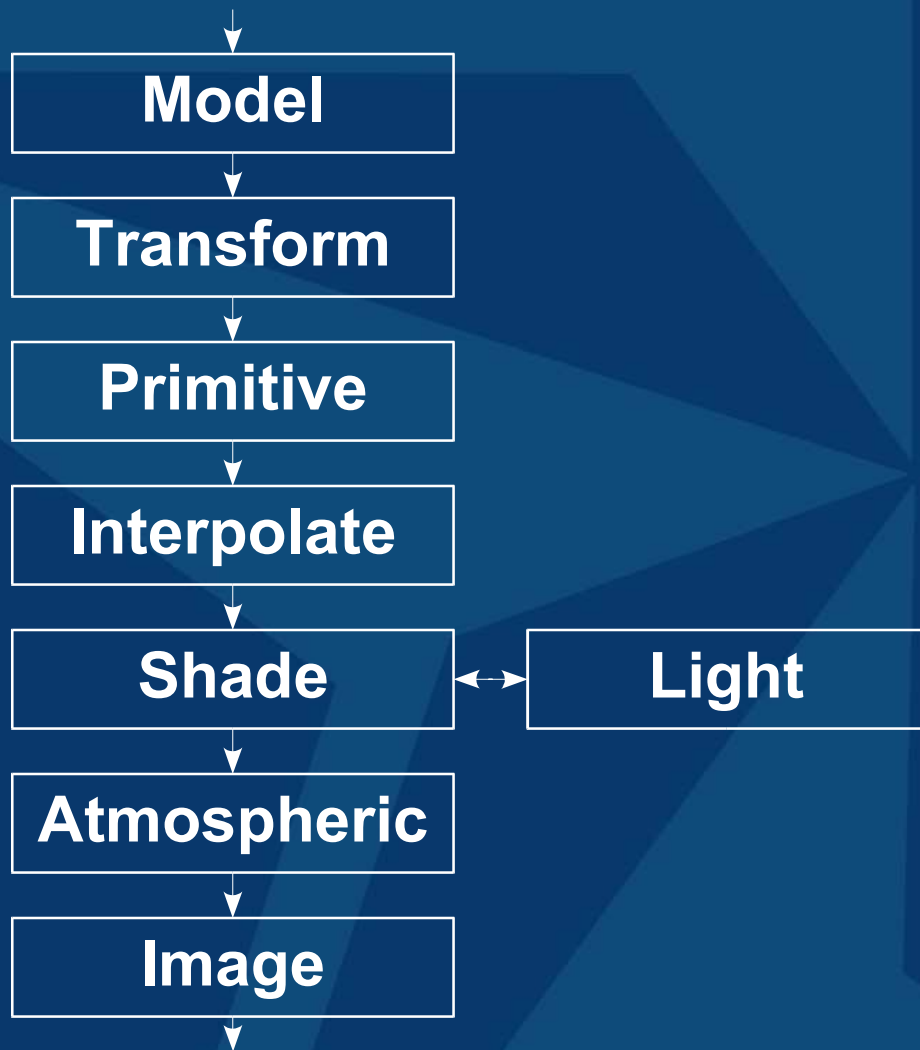 Model
Transform
Primitive
Interpolate
Shade
Light
Atmospheric
Image